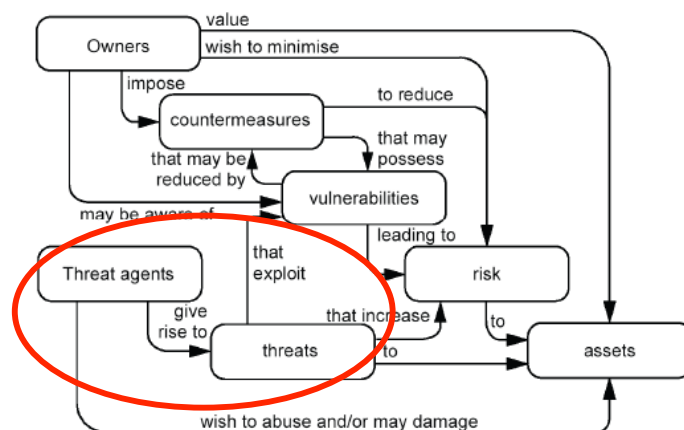 value
Owners
wish to minimise
impose
to reduce
countermeasures
that may be
reduced by
that may
possess
vulnerabilities
may be aware of
leading to
that
exploit
Threat agents
risk
give
rise to
that increase
to
threats
to
assets
wish to abuse and/or may damage